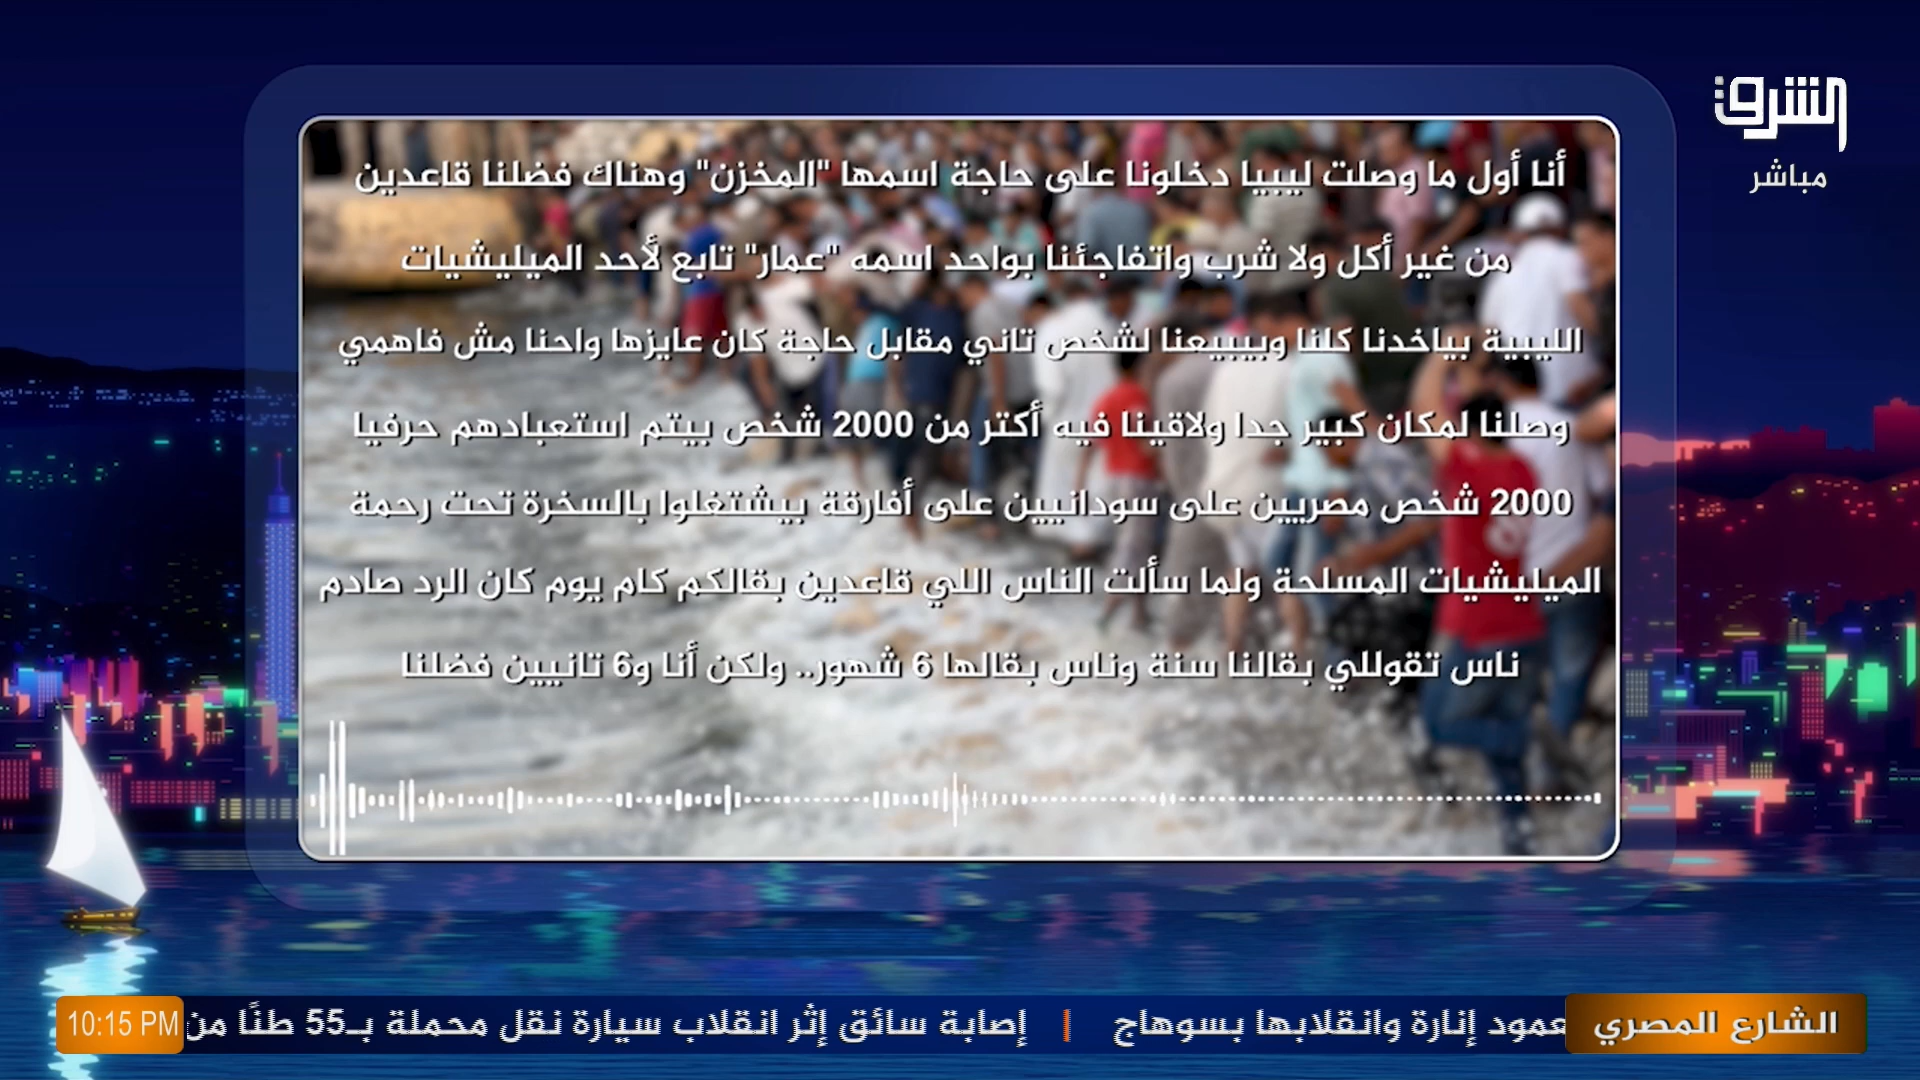 الشرق
مباشر
أنا أول ما وصلت ليبيا دخلونا على حاجة اسمها "المخزن" وهناك فضلنا قاعدين
من غير أكل ولا شرب واتفاجئنا بواحد اسمه "عمار" تابع لأحد الميليشيات
الليبية بياخدنا كلنا وبيبيعنا لشخص تاني مقابل حاجة كان عايزها واحنا مش فاهمي
وصلنا لمكان كبير جدا ولاقينا فيه أكتر من 2000 شخص بيتم استعبادهم حرفيا
2000 شخص مصريين على سودانيين على أفارقة بيشتغلوا بالسخرة تحت رحمة
الميليشيات المسلحة ولما سألت الناس اللي قاعدين بقالكم كام يوم كان الرد صادم
ناس تقوللي بقالنا سنة وناس بقالها 6 شهور.. ولكن أنا و6 تانيين فضلنا
الشارع المصري
عمود إنارة وانقلابها بسوهاج | إصابة سائق إثر انقلاب سيارة نقل محملة بـ55 طنًا من
10:15 PM